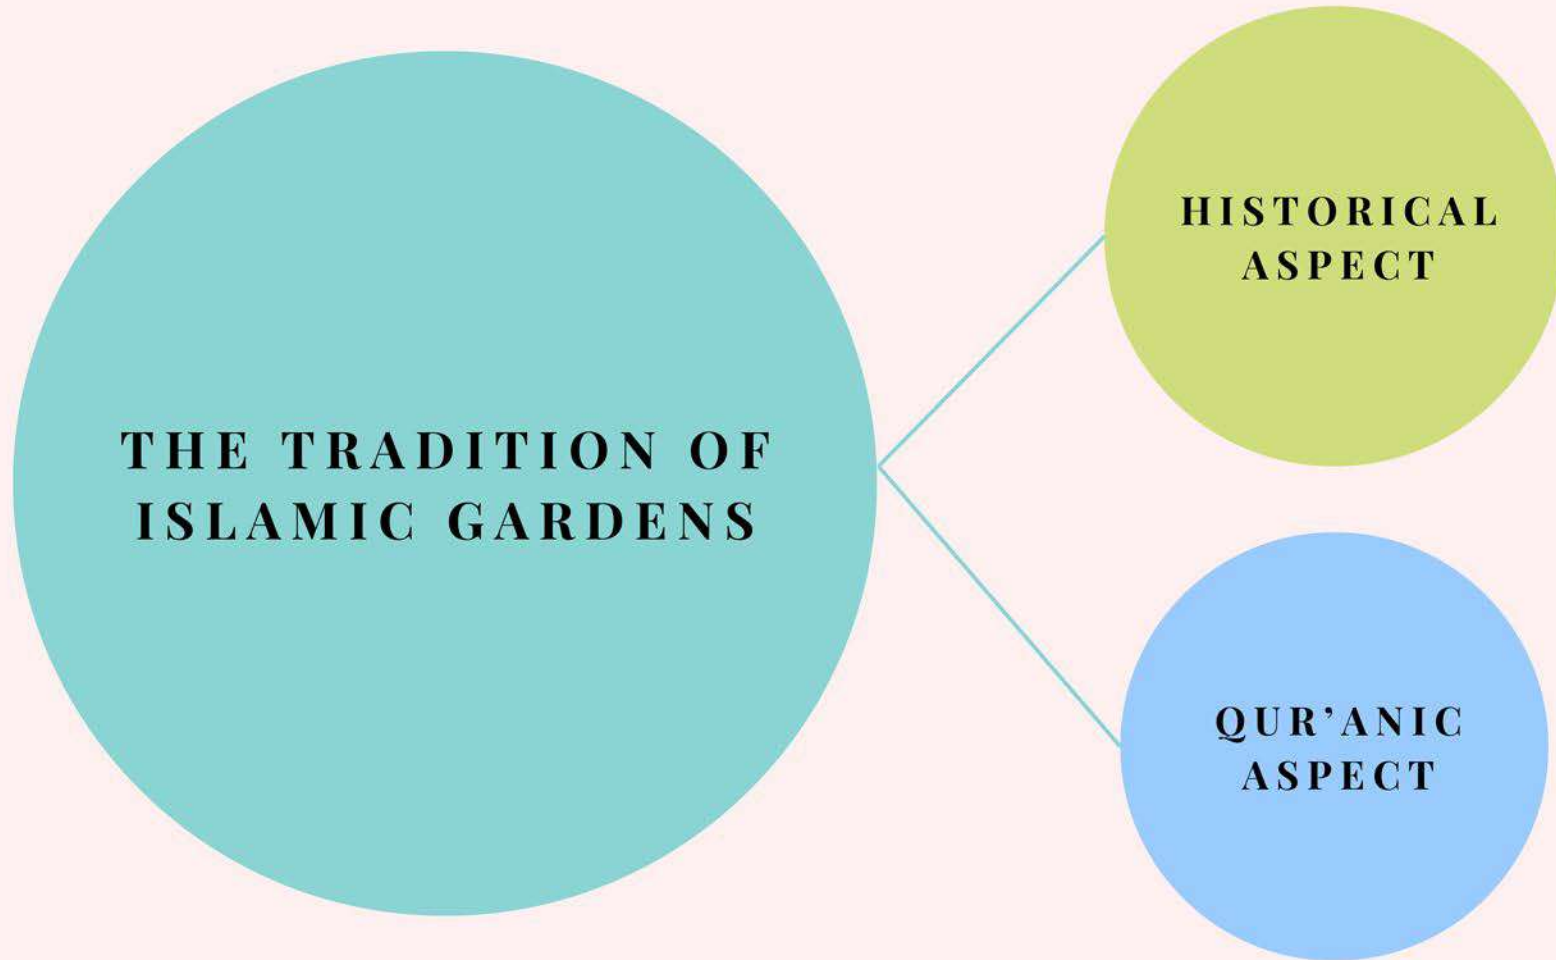 THE TRADITION OF
ISLAMIC GARDENS
HISTORICAL
ASPECT
QUR’ANIC
ASPECT